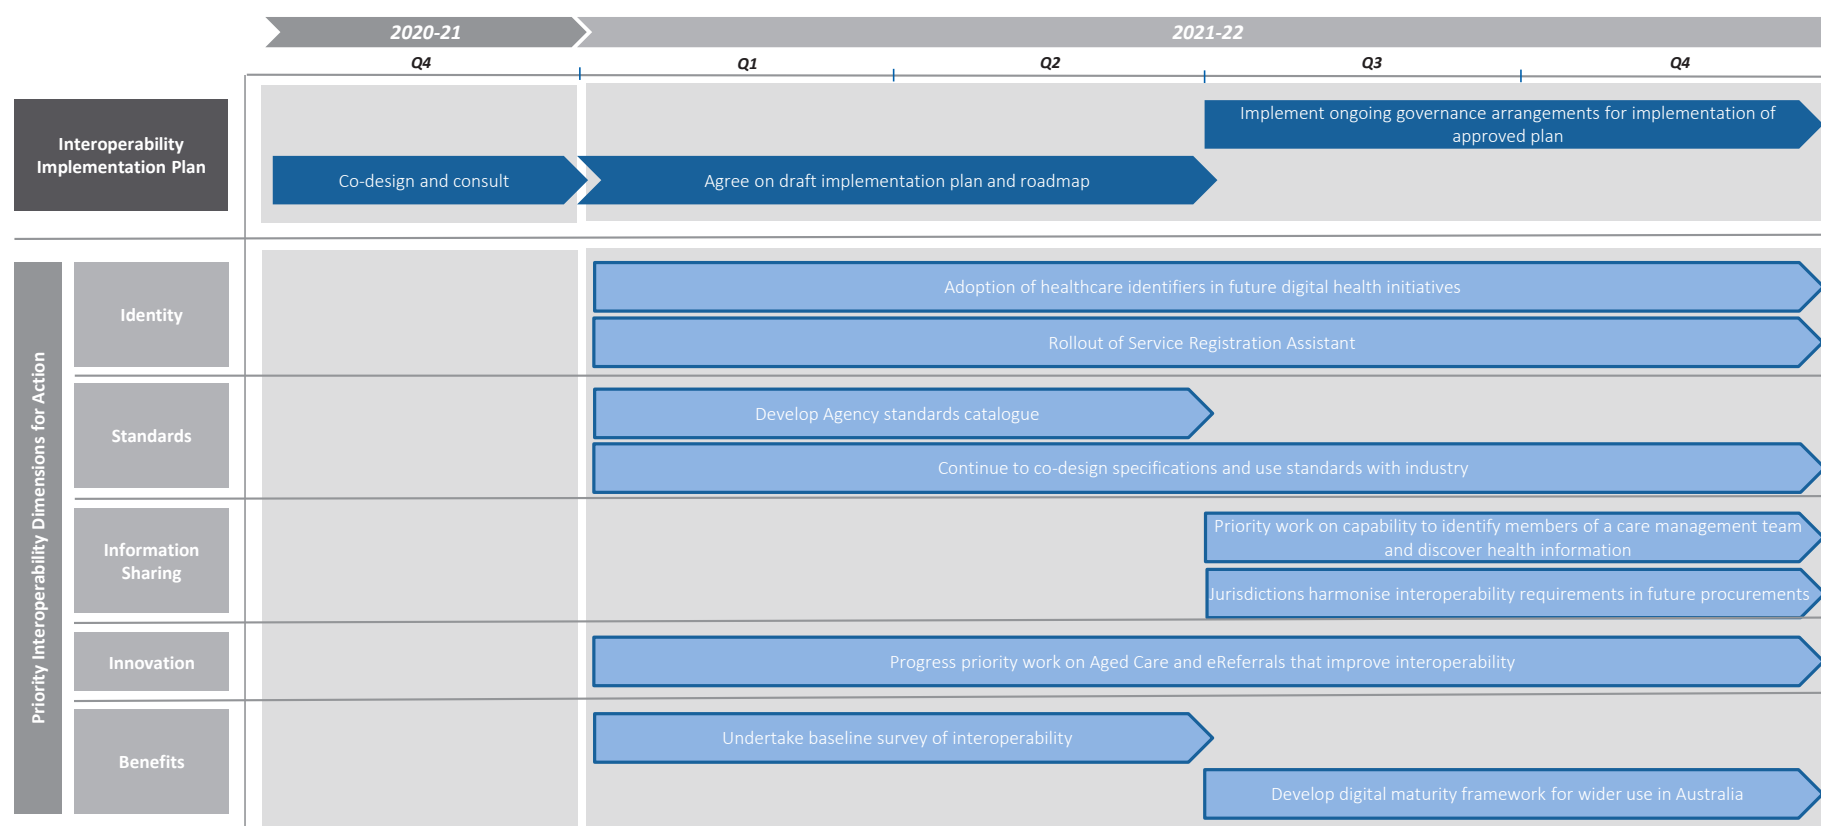 2020-21
2021-22
Q4
Q1
Q2
Q3
Q4
Interoperability
Implementation Plan
Implement ongoing governance arrangements for implementation of
approved plan
Co-design and consult
Agree on draft implementation plan and roadmap
Priority Interoperability Dimensions for Action
Identity
Adoption of healthcare identifiers in future digital health initiatives
Rollout of Service Registration Assistant
Standards
Develop Agency standards catalogue
Continue to co-design specifications and use standards with industry
Information
Sharing
Priority work on capability to identify members of a care management team
and discover health information
Jurisdictions harmonise interoperability requirements in future procurements
Innovation
Progress priority work on Aged Care and eReferrals that improve interoperability
Benefits
Undertake baseline survey of interoperability
Develop digital maturity framework for wider use in Australia